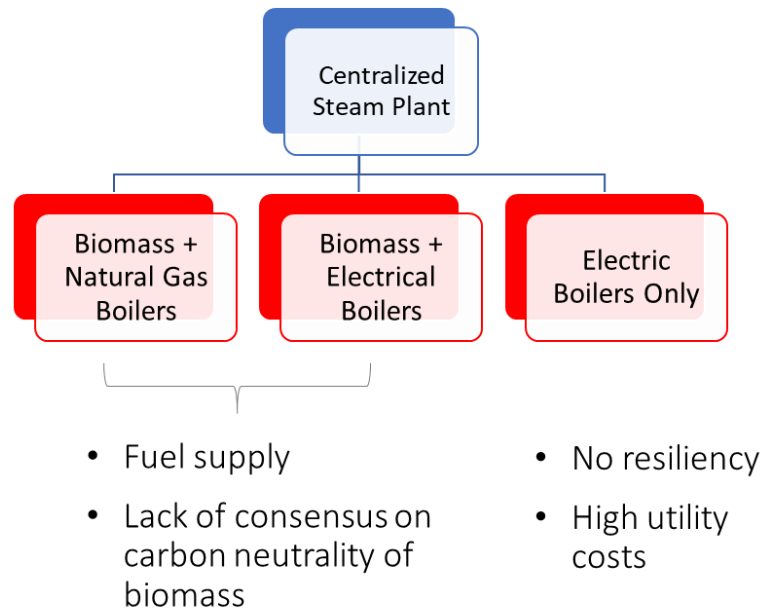 Centralized
Steam Plant
Biomass +
Natural Gas
Boilers
Biomass +
Electrical
Boilers
Electric
Boilers Only
• Fuel supply
• Lack of consensus on
carbon neutrality of
biomass
• No resiliency
• High utility
costs